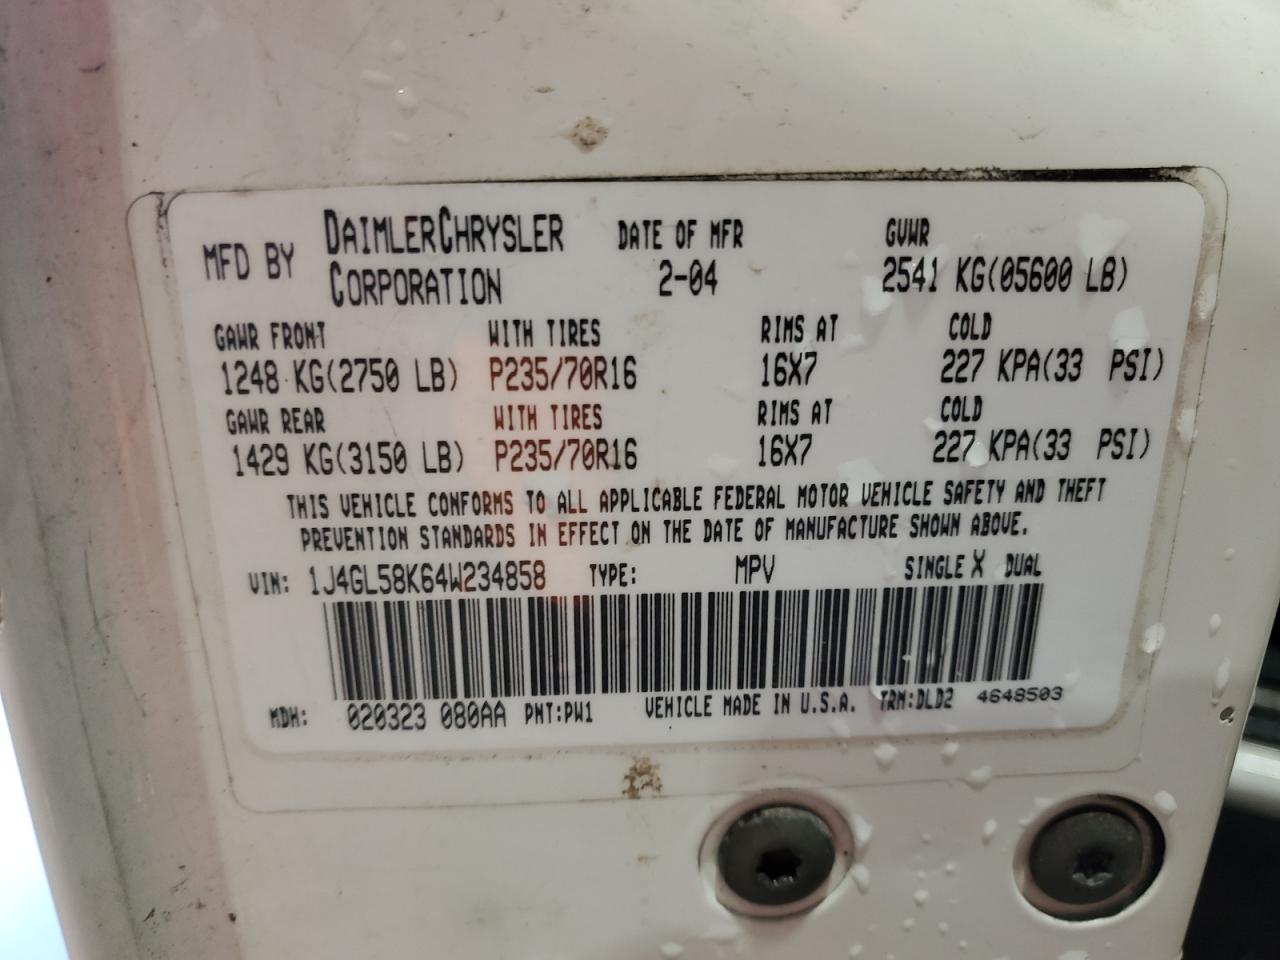 MFD BY DAIMLERCHRYSLER CORPORATION DATE OF MFR 2-04 GVWR 2541 KG(05600 LB)
GAWR FRONT WITH TIRES RIMS AT COLD
1248 KG(2750 LB) P235/70R16 16X7 227 KPA(33 PSI)
GAWR REAR WITH TIRES RIMS AT COLD
1429 KG(3150 LB) P235/70R16 16X7 227 KPA(33 PSI)
THIS VEHICLE CONFORMS TO ALL APPLICABLE FEDERAL MOTOR VEHICLE SAFETY AND THEFT
PREVENTION STANDARDS IN EFFECT ON THE DATE OF MANUFACTURE SHOWN ABOVE.
VIN: 1J4GL58K64W234858 TYPE: MPV SINGLE X DUAL
MDH: 020323 080AA PNT:PW1 VEHICLE MADE IN U.S.A. TRM:DLD2 4648503